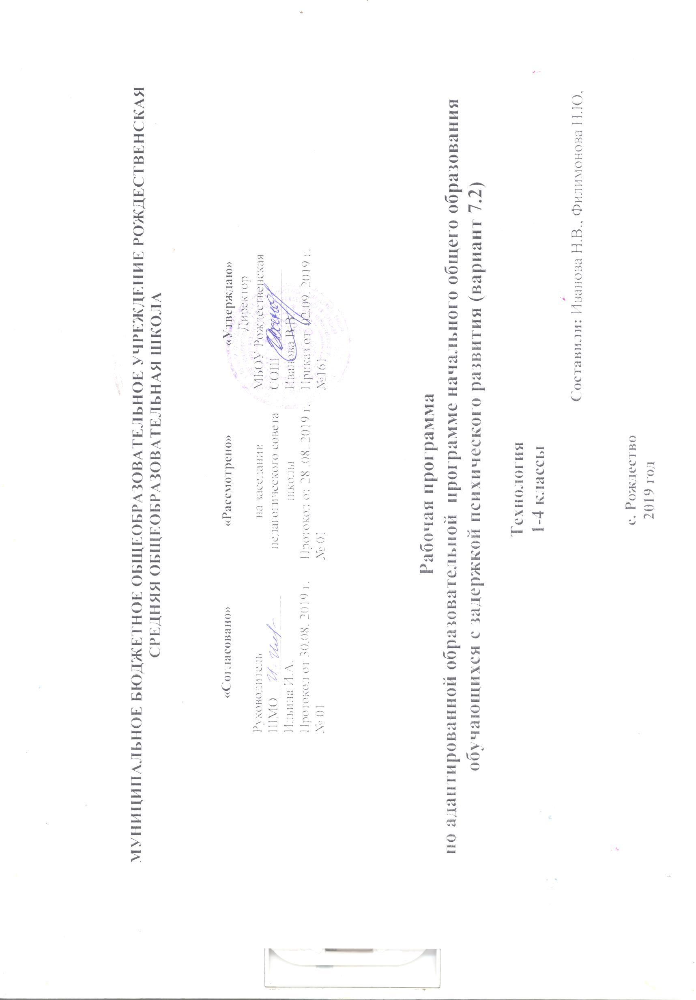 МУНИЦИПАЛЬНОЕ БЮДЖЕТНОЕ ОБЩЕОБРАЗОВАТЕЛЬНОЕ УЧРЕЖДЕНИЕ РОЖДЕСТВЕНСКАЯ
СРЕДНЯЯ ОБЩЕОБРАЗОВАТЕЛЬНАЯ ШКОЛА
«Согласовано»
Руководитель
ШМО
Ильина И.А.
Протокол от 30.08. 2019 г.
№ 01
«Рассмотрено»
на заседании
педагогического совета
школы
Протокол от 28 .08. 2019 г.
№ 01
«Утверждаю»
Директор
МБОУ Рождественская
СОШ
Иванова В.В.
Приказ от 02.09. 2019 г.
№161
Рабочая программа
по адаптированной образовательной программе начального общего образования
обучающихся с задержкой психического развития (вариант 7.2)
Технология
1-4 классы
Составили: Иванова Н.В., Филимонова Н.Ю.
с. Рождество
2019 год